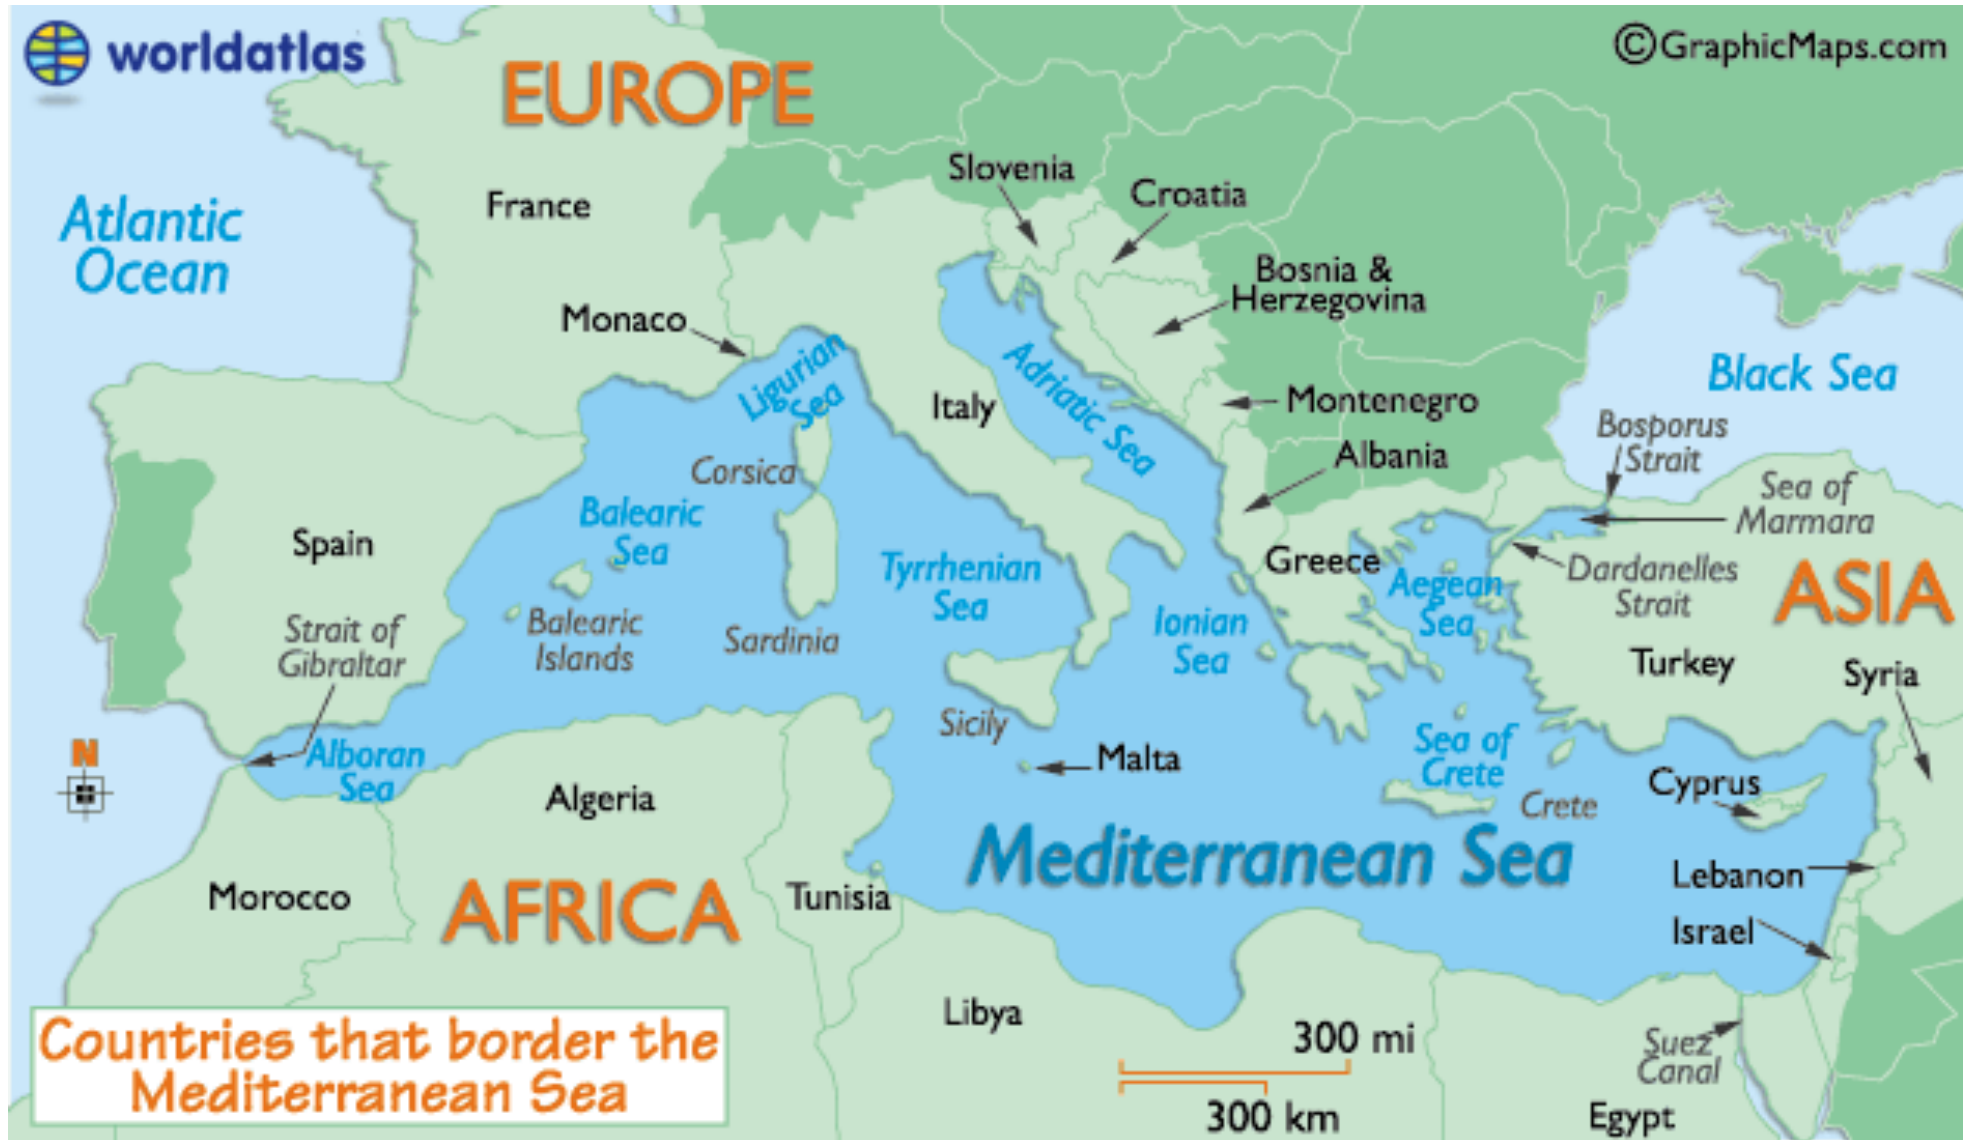 worldatlas
©GraphicMaps.com
EUROPE
Slovenia
Croatia
France
Atlantic
Ocean
Bosnia &
Herzegovina
Monaco
Ligurian
Sea
Adriatic Sea
Black Sea
Italy
Montenegro
Bosporus
Strait
Albania
Corsica
Sea of
Marmara
Balearic
Sea
Spain
Greece
Tyrrhenian
Sea
Aegean
Sea
Dardanelles
Strait
ASIA
Strait of
Gibraltar
Balearic
Islands
Sardinia
Ionian
Sea
Turkey
Syria
Sicily
N
Alboran
Sea
Malta
Sea of
Crete
Cyprus
Algeria
Crete
Mediterranean Sea
Lebanon
Morocco
AFRICA
Tunisia
Israel
Libya
Countries that border the
Mediterranean Sea
300 mi
300 km
Suez
Canal
Egypt